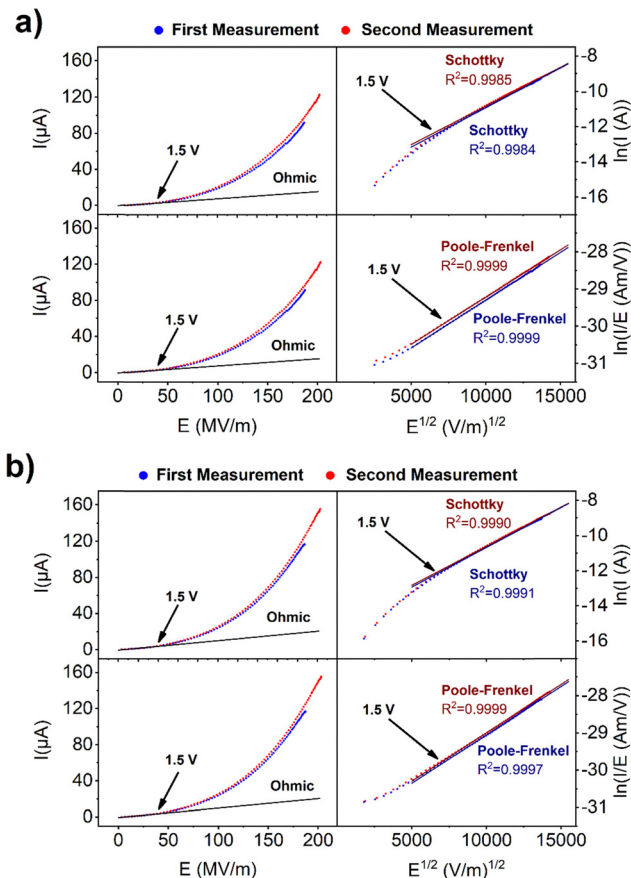 a)
First Measurement Second Measurement
160
120
80
40
0
I(µA)
1.5 V
Ohmic
Schottky
R²=0.9985
1.5 V
Schottky
R²=0.9984
-8
-10
-12
-14
-16
ln(I (A))
160
120
80
40
0
I(µA)
1.5 V
Ohmic
0 50 100 150 200
E (MV/m)
Poole-Frenkel
R²=0.9999
1.5 V
Poole-Frenkel
R²=0.9999
-28
-29
-30
-31
ln(I/E (Am/V)
5000 10000 15000
E¹/² (V/m)¹/²
b)
First Measurement Second Measurement
160
120
80
40
0
I(µA)
1.5 V
Ohmic
Schottky
R²=0.9990
1.5 V
Schottky
R²=0.9991
-8
-10
-12
-14
-16
ln(I (A))
160
120
80
40
0
I(µA)
1.5 V
Ohmic
0 50 100 150 200
E (MV/m)
Poole-Frenkel
R²=0.9999
1.5 V
Poole-Frenkel
R²=0.9997
-28
-29
-30
-31
ln(I/E (Am/V)
5000 10000 15000
E¹/² (V/m)¹/²